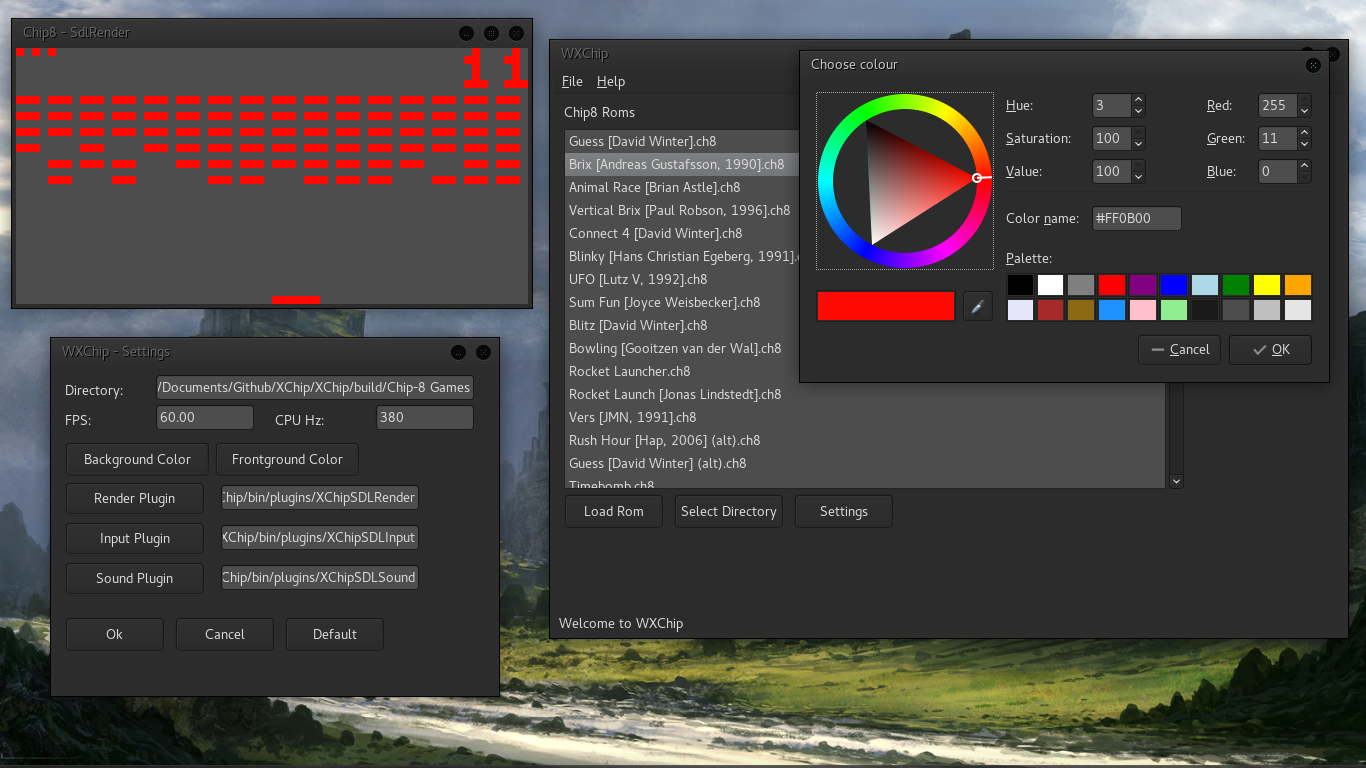 Chip8 - SdlRender
11
WXChip - Settings
Directory: /Documents/Github/XChip/XChip/build/Chip-8 Games
FPS: 60.00 CPU Hz: 380
Background Color Frontground Color
Render Plugin Chip/bin/plugins/XChipSDLRender
Input Plugin XChip/bin/plugins/XChipSDLInput
Sound Plugin Chip/bin/plugins/XChipSDLSound
Ok Cancel Default
WXChip
File Help
Chip8 Roms
Guess [David Winter].ch8
Brix [Andreas Gustafsson, 1990].ch8
Animal Race [Brian Astle].ch8
Vertical Brix [Paul Robson, 1996].ch8
Connect 4 [David Winter].ch8
Blinky [Hans Christian Egeberg, 1991].
UFO [Lutz V, 1992].ch8
Sum Fun [Joyce Weisbecker].ch8
Blitz [David Winter].ch8
Bowling [Gooitzen van der Wal].ch8
Rocket Launcher.ch8
Rocket Launch [Jonas Lindstedt].ch8
Vers [JMN, 1991].ch8
Rush Hour [Hap, 2006] (alt).ch8
Guess [David Winter] (alt).ch8
Timebomb.ch8
Load Rom Select Directory Settings
Welcome to WXChip
Choose colour
Hue: 3 Red: 255
Saturation: 100 Green: 11
Value: 100 Blue: 0
Color name: #FF0B00
Palette:
Cancel OK